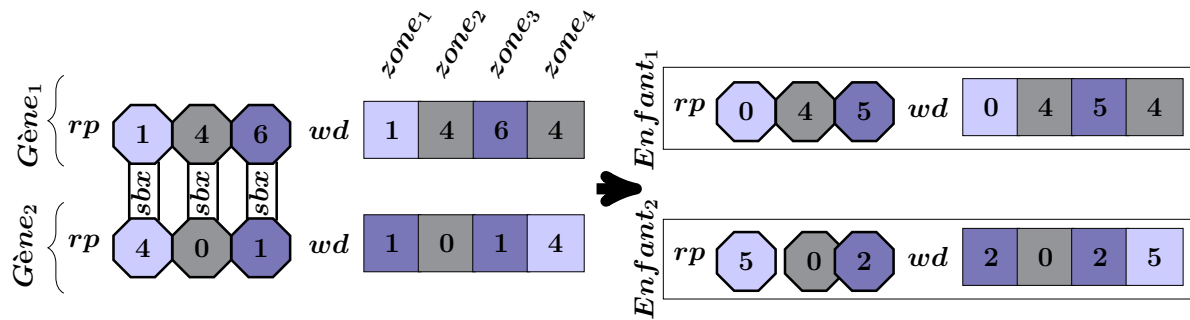 zone₁ zone₂ zone₃ zone₄
Gène₁ rp 1 4 6 wd 1 4 6 4
sbx sbx sbx
Gène₂ rp 4 0 1 wd 1 0 1 4
Enfant₁ rp 0 4 5 wd 0 4 5 4
Enfant₂ rp 5 0 2 wd 2 0 2 5